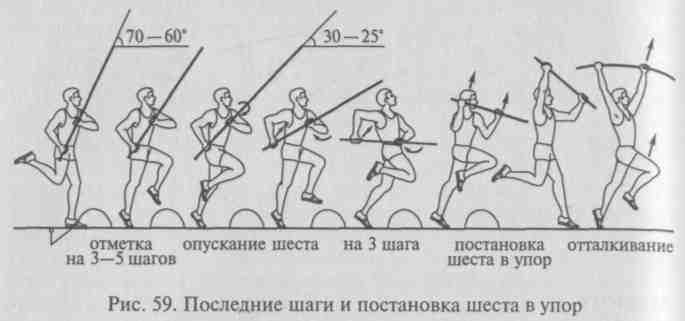 70—60°
30—25°
отметка
на 3—5 шагов
опускание шеста
на 3 шага
постановка
шеста в упор
отталкивание
Рис. 59. Последние шаги и постановка шеста в упор